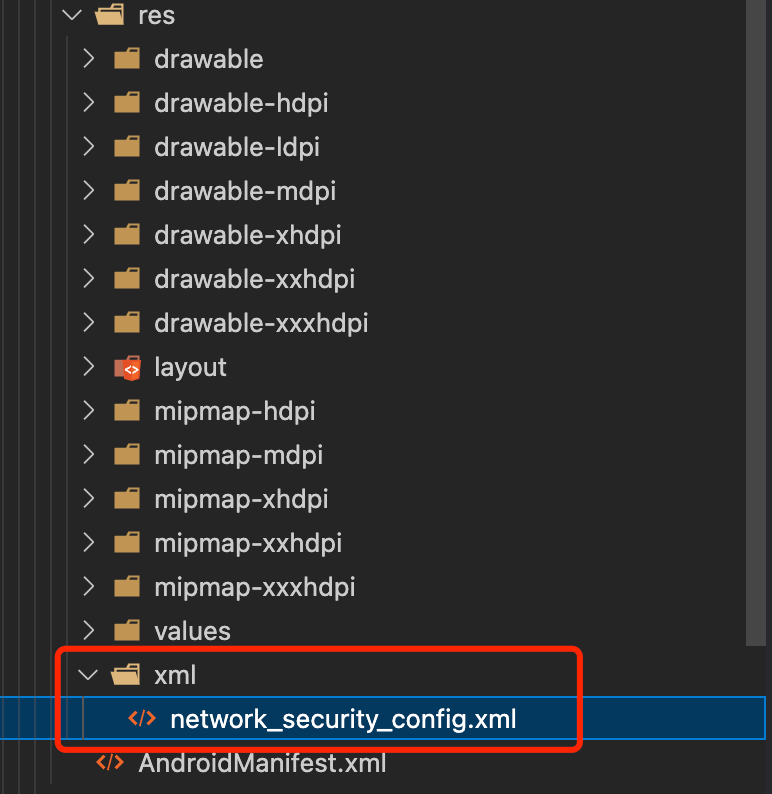 res
drawable
drawable-hdpi
drawable-ldpi
drawable-mdpi
drawable-xhdpi
drawable-xxhdpi
drawable-xxxhdpi
layout
mipmap-hdpi
mipmap-mdpi
mipmap-xhdpi
mipmap-xxhdpi
mipmap-xxxhdpi
values
xml
network_security_config.xml
AndroidManifest.xml